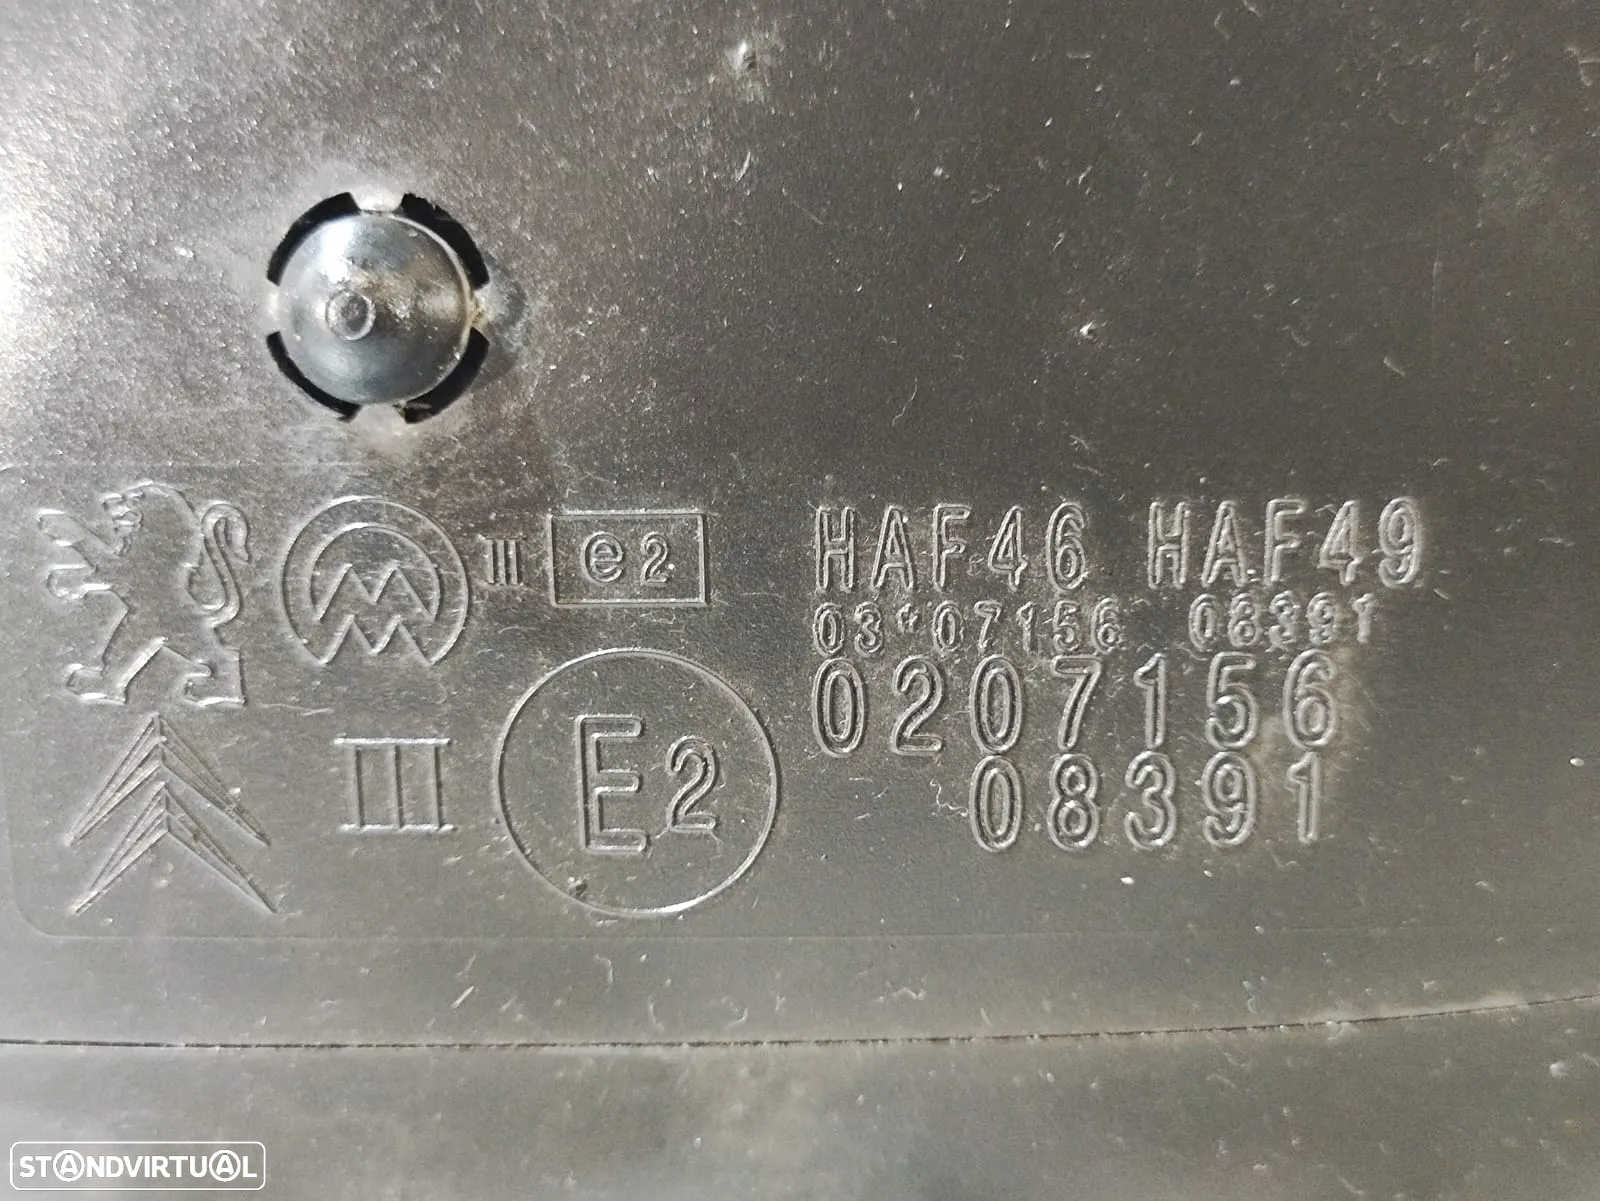 III e2 HAF46 HAF49
03*07156 08391
0207156
III E2 08391
STANDVIRTUAL